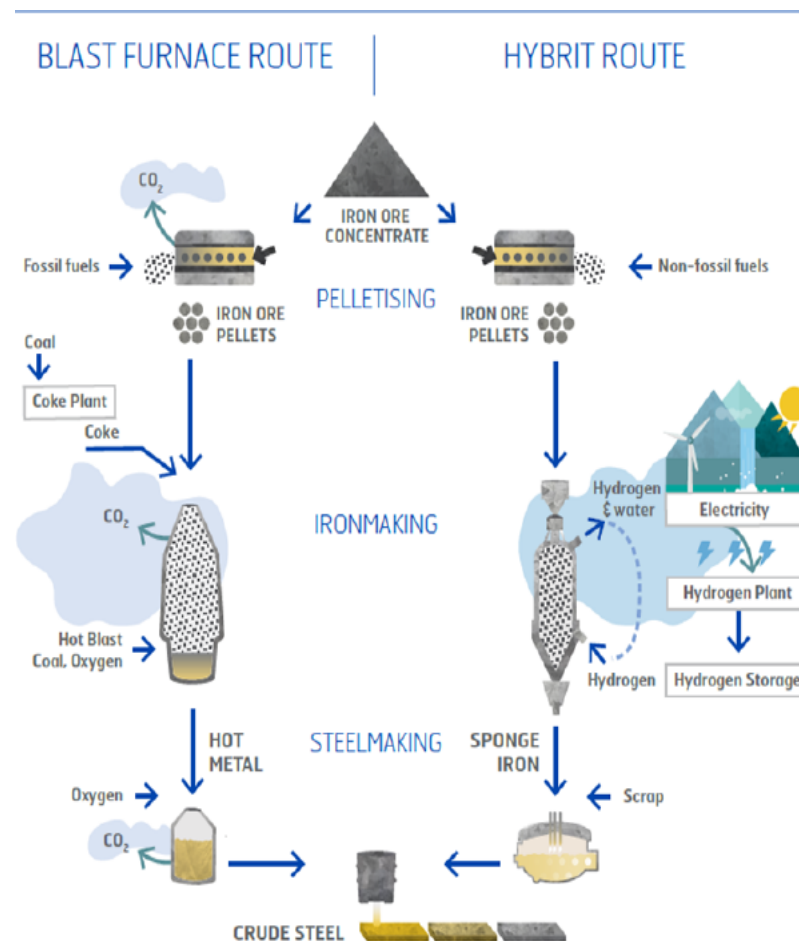 BLAST FURNACE ROUTE
HYBRIT ROUTE
CO₂
IRON ORE
CONCENTRATE
Fossil fuels
Non-fossil fuels
PELLETISING
IRON ORE
PELLETS
IRON ORE
PELLETS
Coal
Coke Plant
Coke
CO₂
IRONMAKING
Hydrogen
& water
Electricity
Hydrogen Plant
Hot Blast
Coal, Oxygen
Hydrogen
Hydrogen Storage
HOT
METAL
STEELMAKING
SPONGE
IRON
Oxygen
Scrap
CO₂
CRUDE STEEL